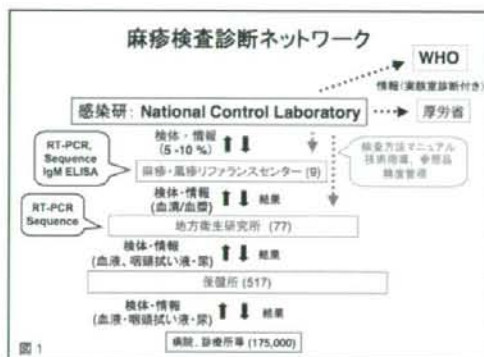 麻疹検査診断ネットワーク
WHO
情報(実験室診断付き)
感染研: National Control Laboratory
厚労省
RT-PCR,
Sequence
IgM ELISA
検体・情報
(5 -10 %)
検査方法マニュアル
技術指導、参照品
精度管理
麻疹・風疹リファランスセンター (9)
検体・情報
(血清/血漿)
結果
RT-PCR
Sequence
地方衛生研究所 (77)
検体・情報
(血液、咽頭拭い液・尿)
結果
保健所 (517)
検体・情報
(血液・咽頭拭い液・尿)
結果
病院、診療所等 (175,000)
図 1